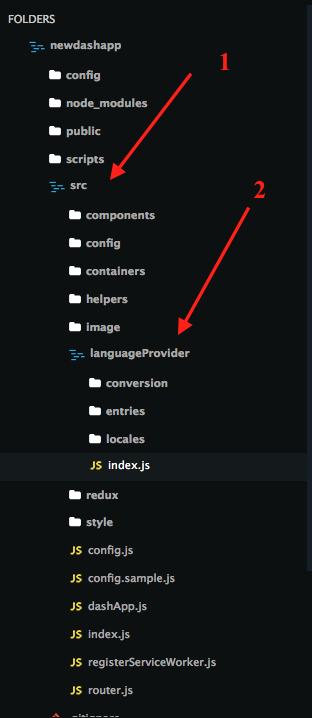 FOLDERS
newdashapp
config
1
node_modules
public
scripts
src
2
components
config
containers
helpers
image
languageProvider
conversion
entries
locales
JS index.js
redux
style
JS config.js
JS config.sample.js
JS dashApp.js
JS index.js
JS registerServiceWorker.js
JS router.js
.gitignore